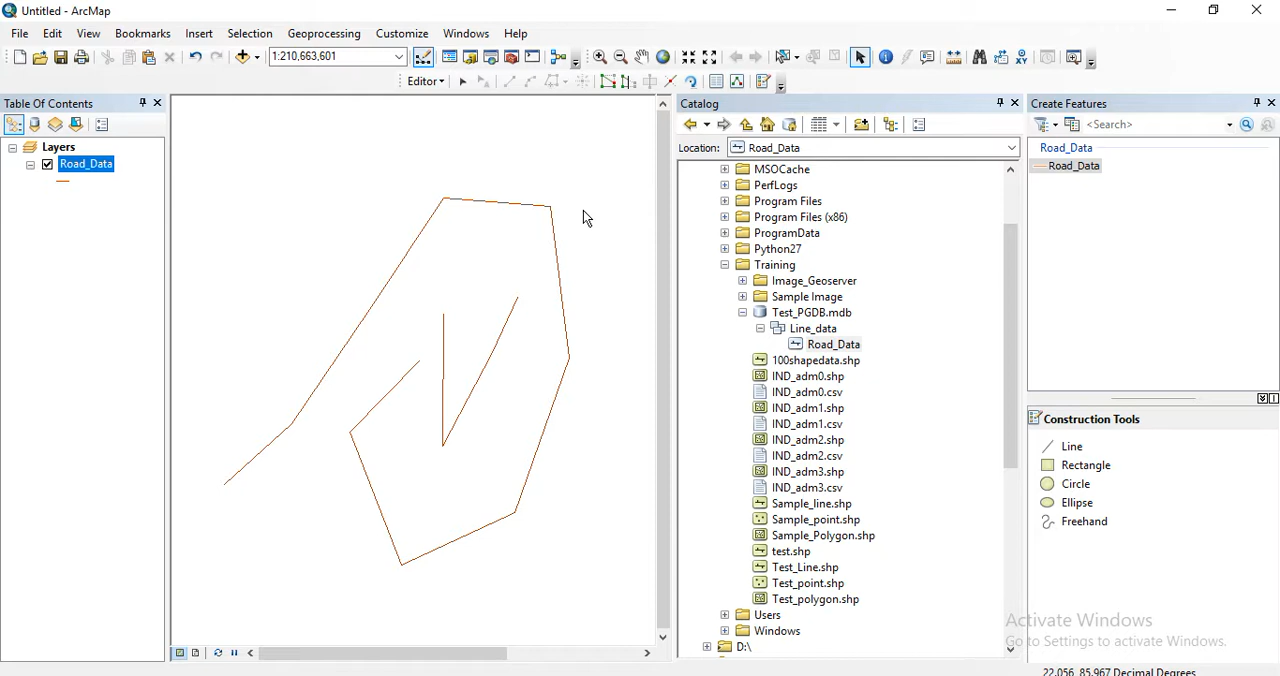 Untitled - ArcMap
File Edit View Bookmarks Insert Selection Geoprocessing Customize Windows Help
1:210,663,601
Editor
Table Of Contents
Layers
Road_Data
Catalog
Location: Road_Data
MSOCache
PerfLogs
Program Files
Program Files (x86)
ProgramData
Python27
Training
Image_Geoserver
Sample Image
Test_PGDB.mdb
Line_data
Road_Data
100shapedata.shp
IND_adm0.shp
IND_adm0.csv
IND_adm1.shp
IND_adm1.csv
IND_adm2.shp
IND_adm2.csv
IND_adm3.shp
IND_adm3.csv
Sample_line.shp
Sample_point.shp
Sample_Polygon.shp
test.shp
Test_Line.shp
Test_point.shp
Test_polygon.shp
Users
Windows
D:\
Create Features
<Search>
Road_Data
Road_Data
Construction Tools
Line
Rectangle
Circle
Ellipse
Freehand
Activate Windows
Go to Settings to activate Windows.
22.056 85.967 Decimal Degrees